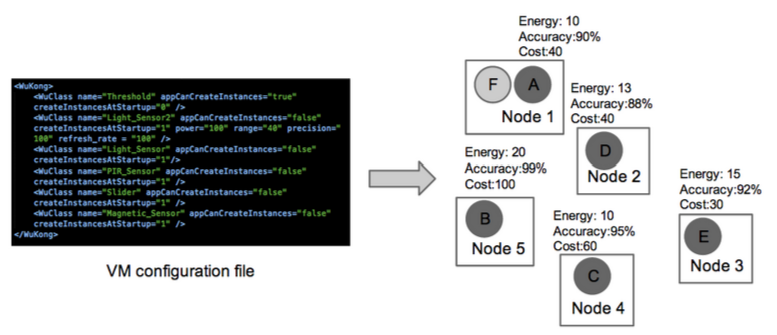 <WuKong>
<WuClass name="Threshold" appCanCreateInstances="true"
createInstancesAtStartup="0" />
<WuClass name="Light_Sensor2" appCanCreateInstances="false"
createInstancesAtStartup="1" power="100" range="40" precision="
100" refresh_rate = "100" />
<WuClass name="Light_Sensor" appCanCreateInstances="false"
createInstancesAtStartup="1"/>
<WuClass name="PIR_Sensor" appCanCreateInstances="false"
createInstancesAtStartup="1" />
<WuClass name="Slider" appCanCreateInstances="false"
createInstancesAtStartup="1" />
<WuClass name="Magnetic_Sensor" appCanCreateInstances="false"
createInstancesAtStartup="1" />
</WuKong>
VM configuration file
Energy: 10
Accuracy:90%
Cost:40
F A
Node 1
Energy: 13
Accuracy:88%
Cost:40
D
Node 2
Energy: 20
Accuracy:99%
Cost:100
B
Node 5
Energy: 10
Accuracy:95%
Cost:60
C
Node 4
Energy: 15
Accuracy:92%
Cost:30
E
Node 3